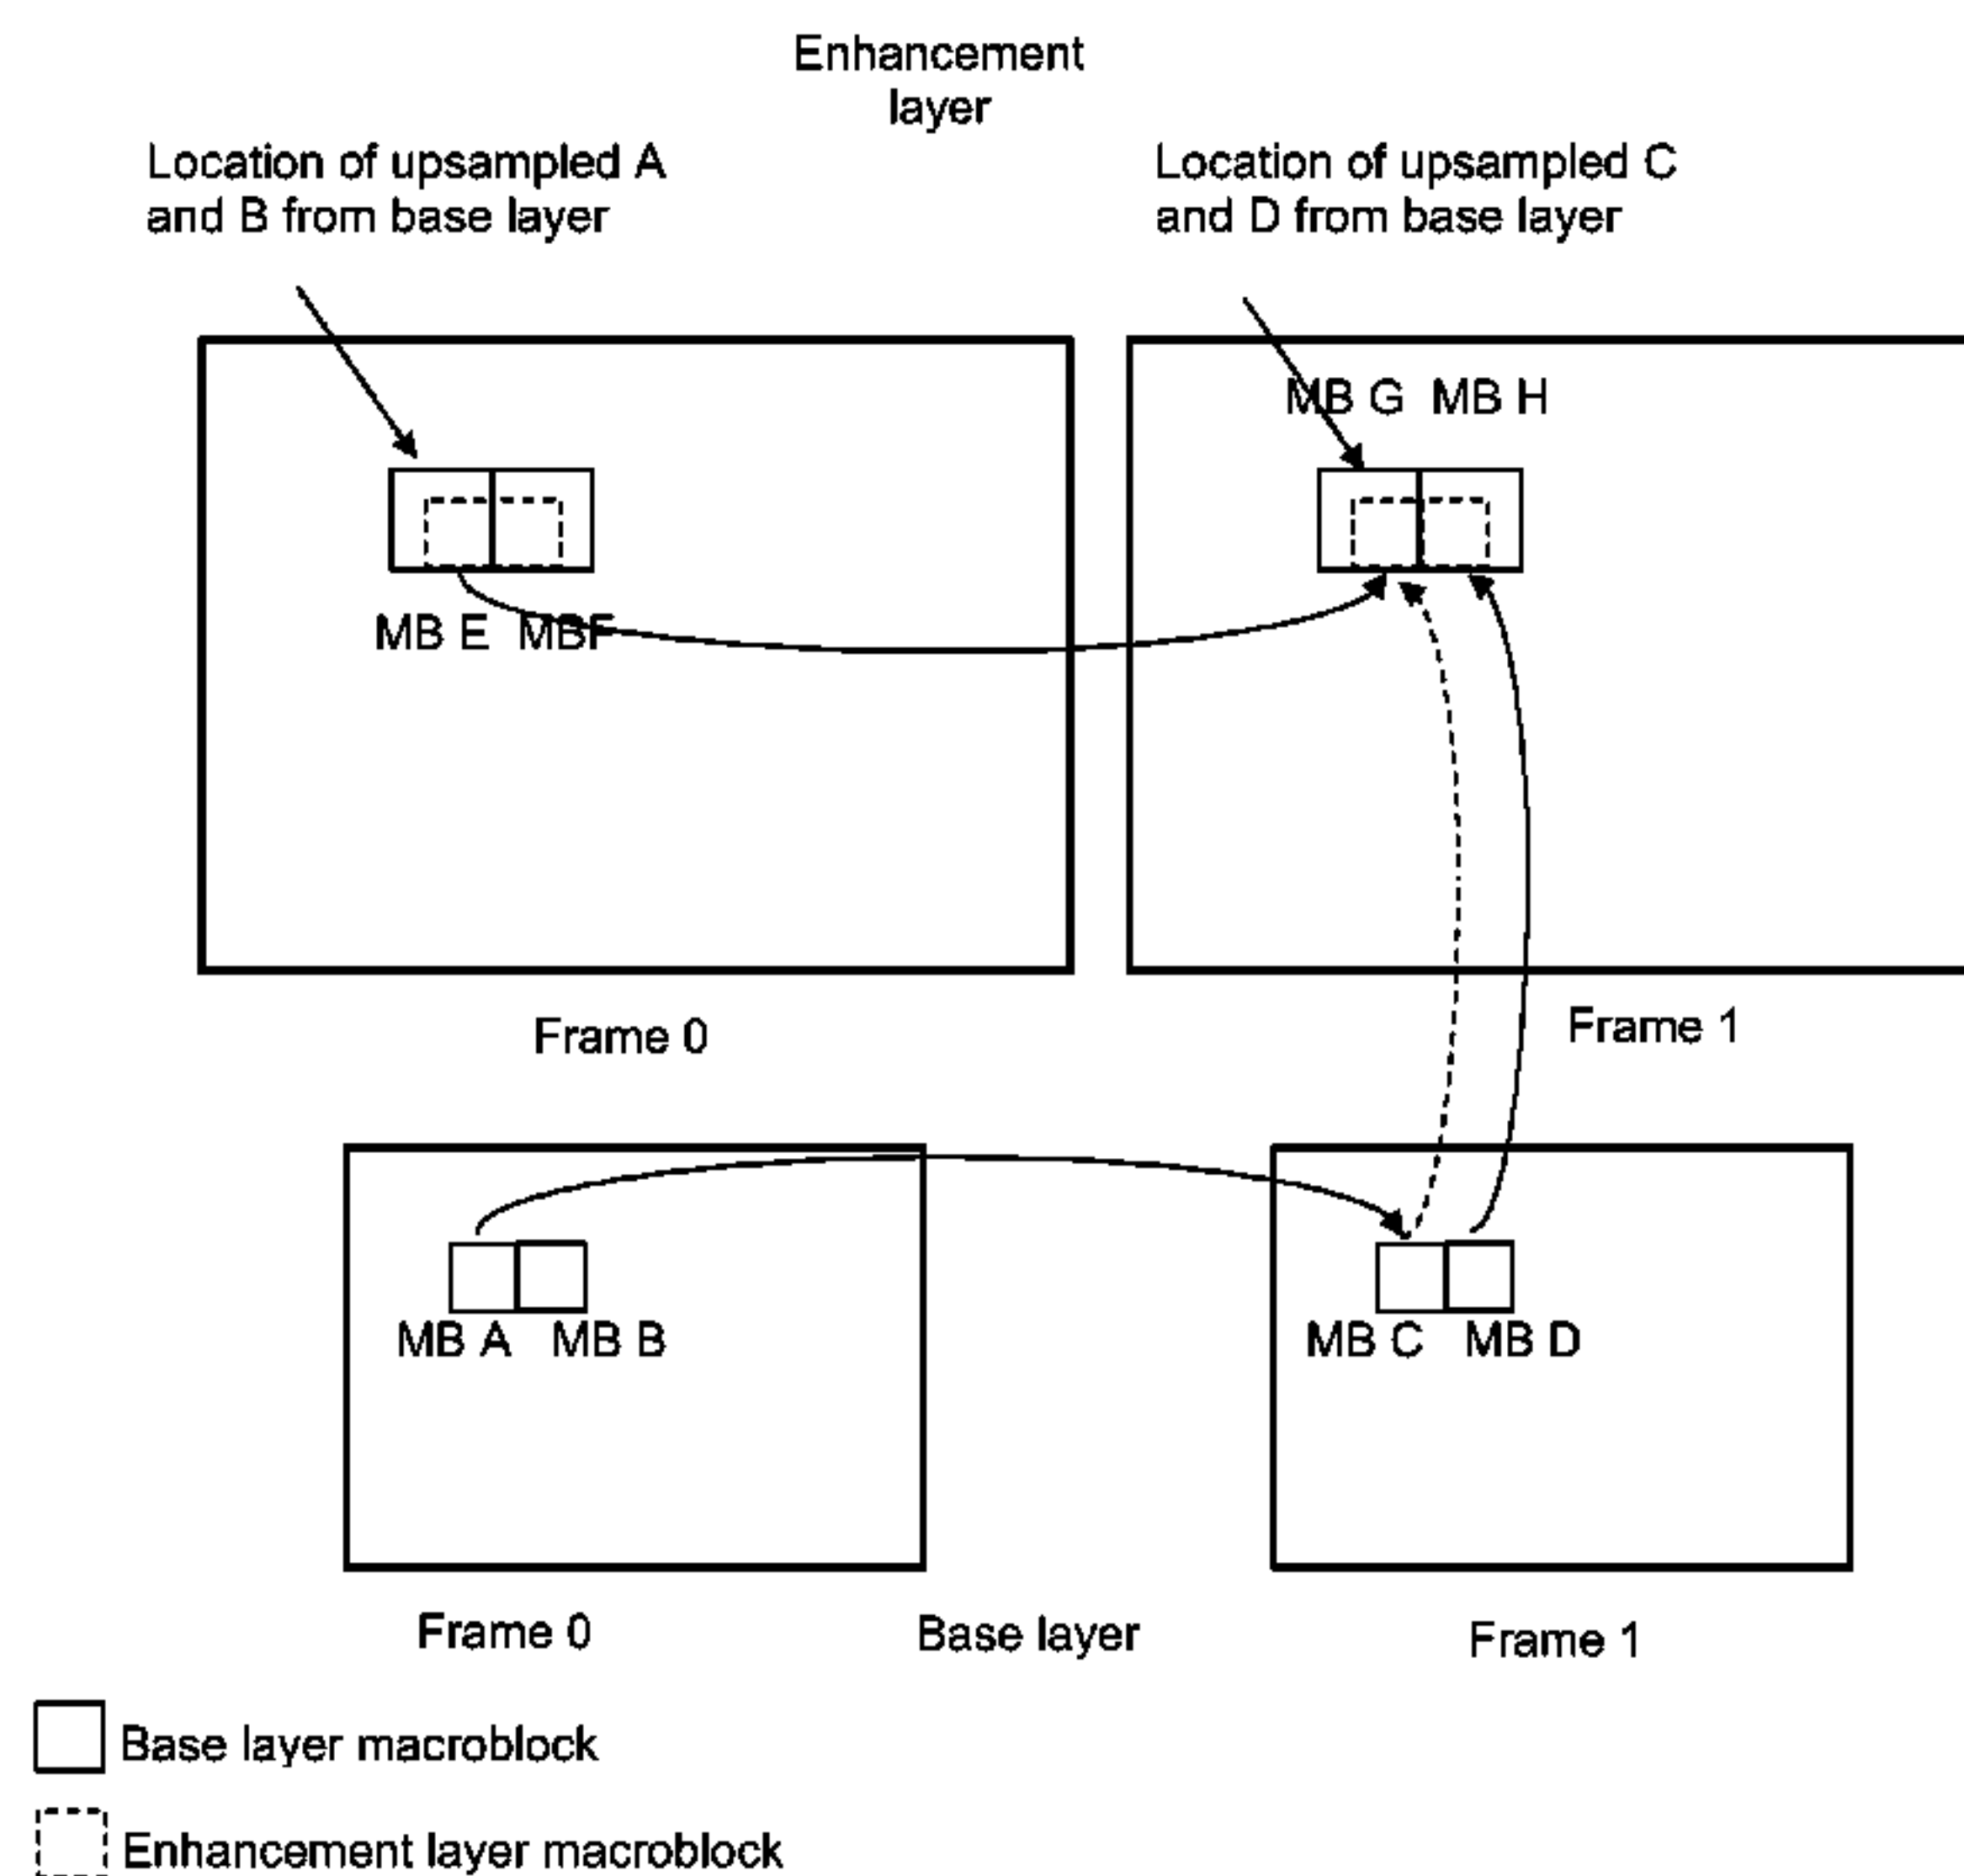 Enhancement
layer
Location of upsampled A
and B from base layer
Location of upsampled C
and D from base layer
MB G MB H
MB E MBF
Frame 0
Frame 1
MB A MB B
MB C MB D
Frame 0
Base layer
Frame 1
Base layer macroblock
Enhancement layer macroblock